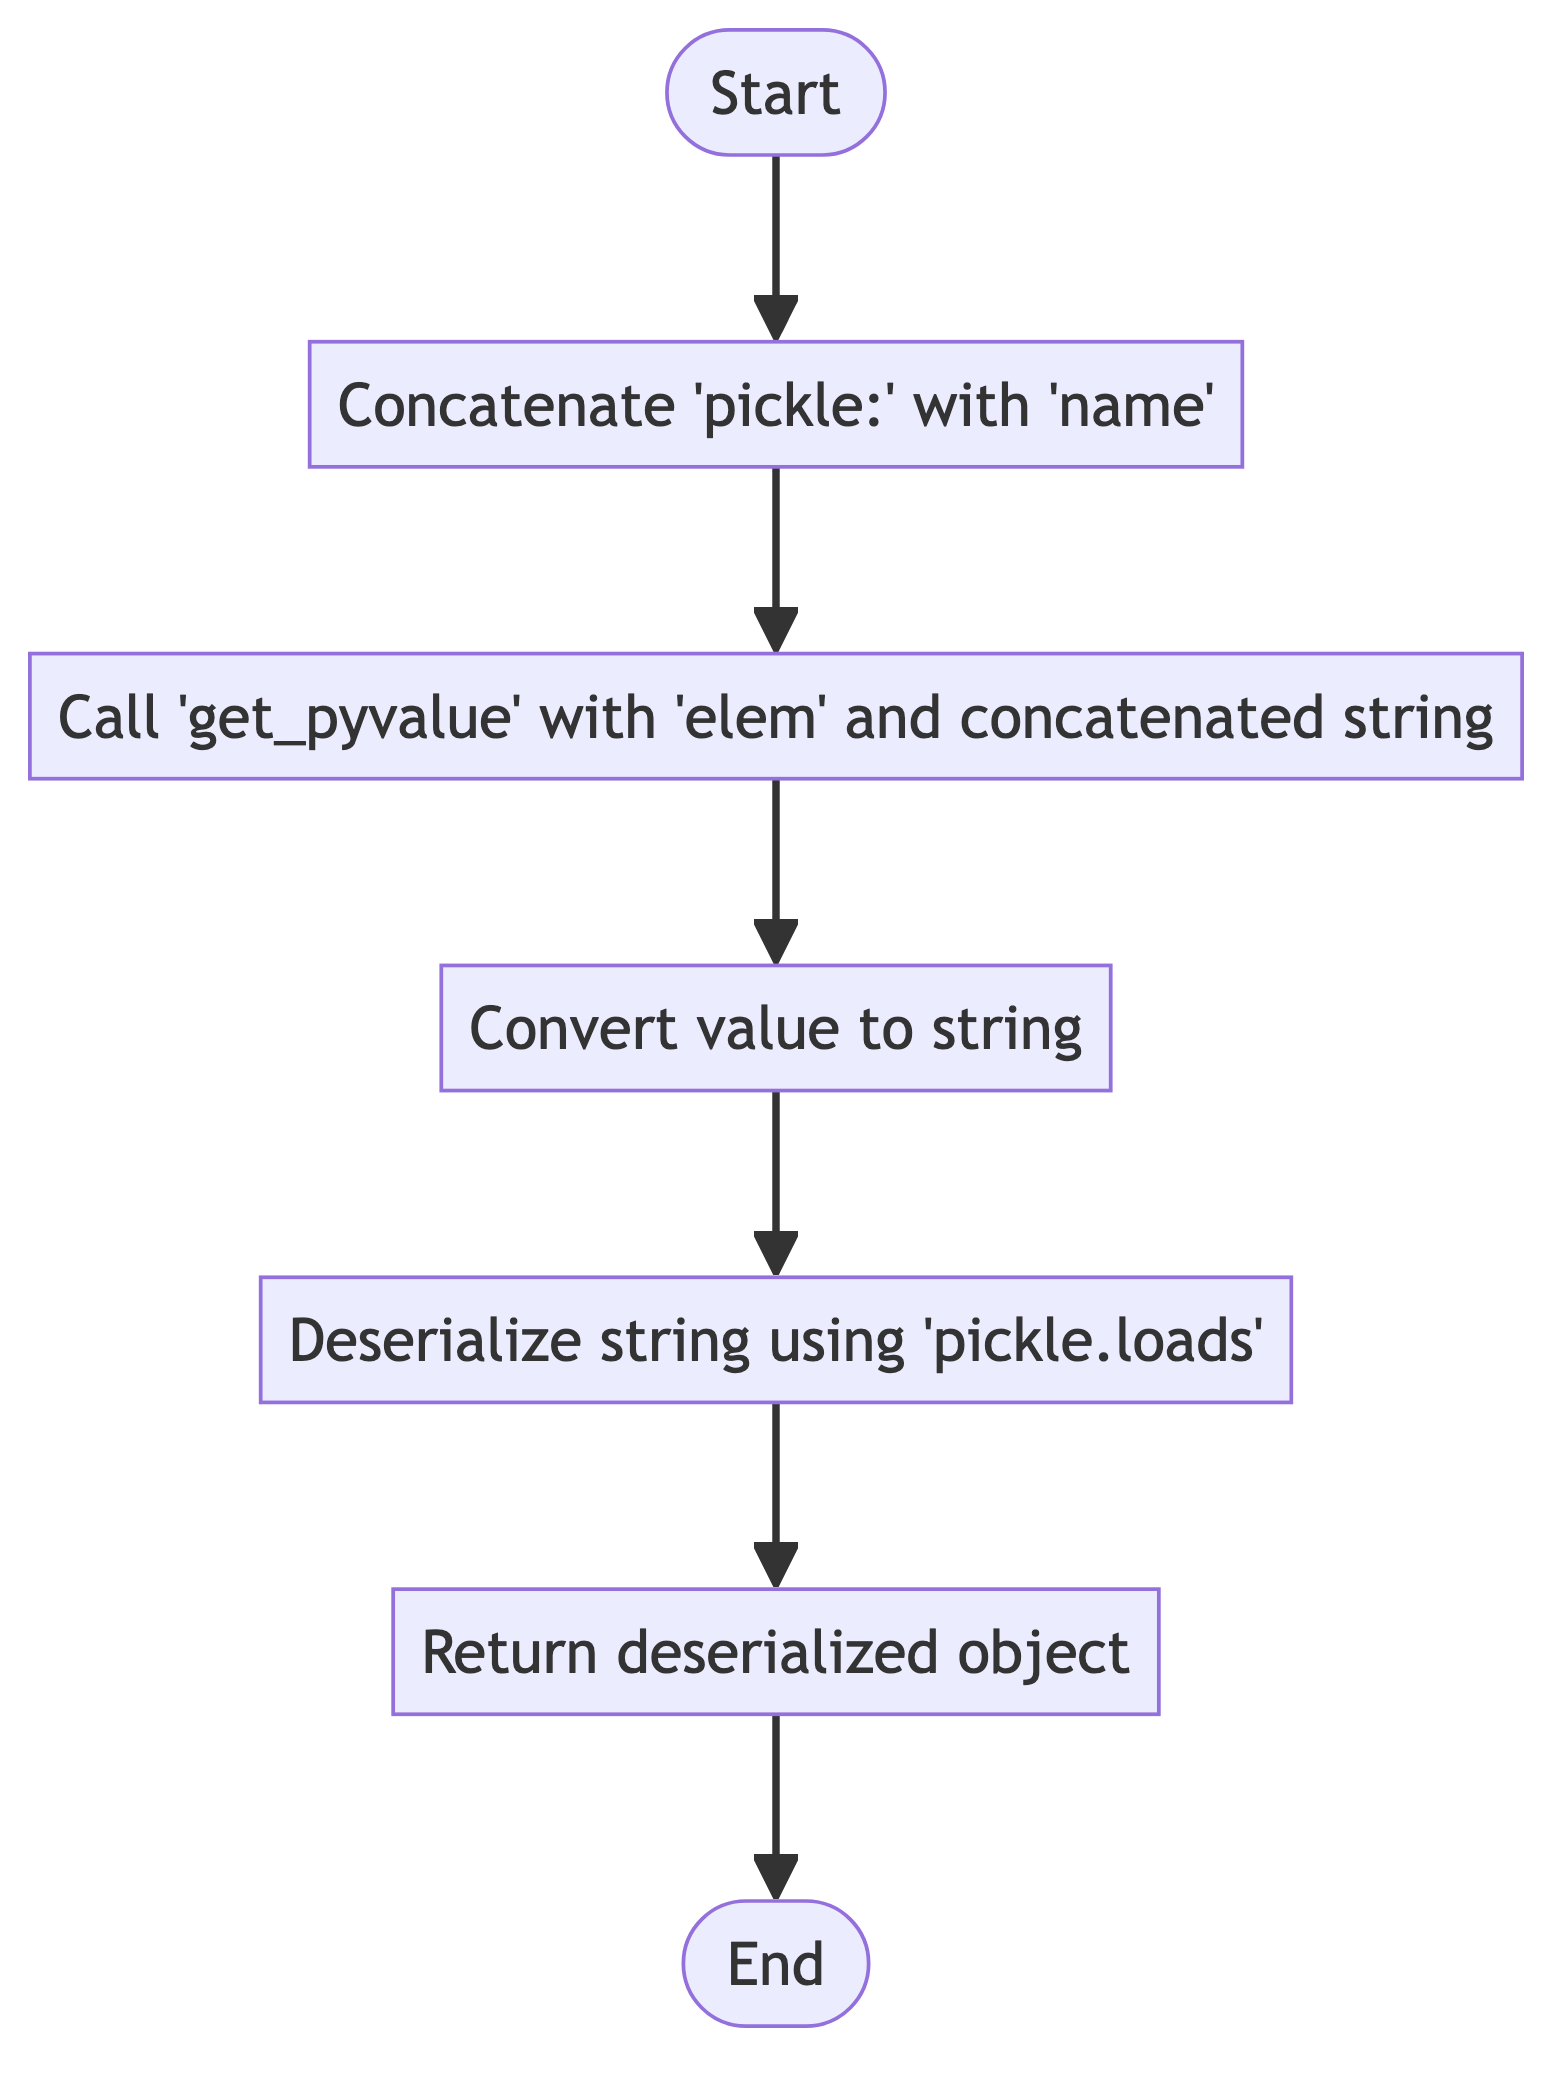 Start
Concatenate 'pickle:' with 'name'
Call 'get_pyvalue' with 'elem' and concatenated string
Convert value to string
Deserialize string using 'pickle.loads'
Return deserialized object
End